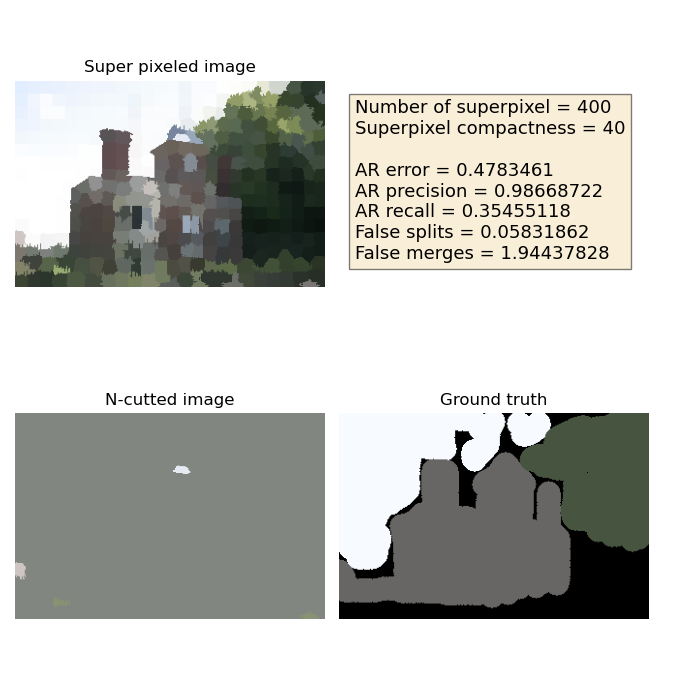 Super pixeled image
Number of superpixel = 400
Superpixel compactness = 40
AR error = 0.4783461
AR precision = 0.98668722
AR recall = 0.35455118
False splits = 0.05831862
False merges = 1.94437828
N-cutted image
Ground truth